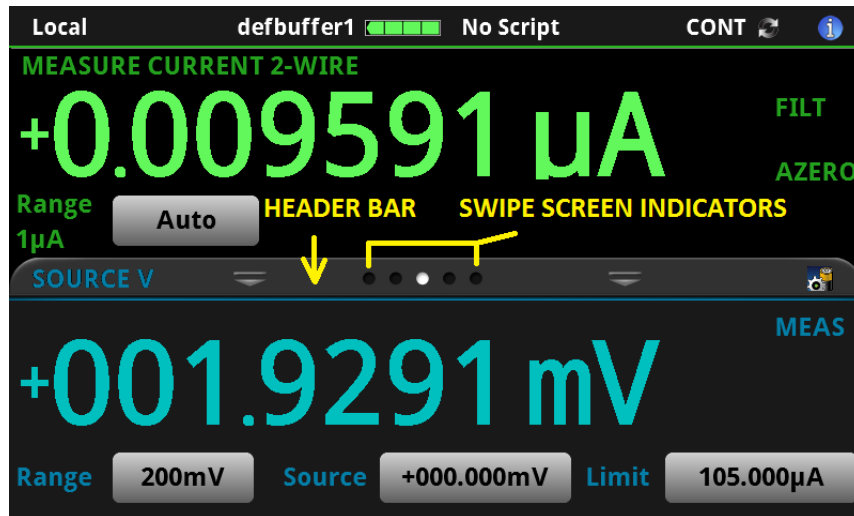 Local defbuffer1 No Script CONT i
MEASURE CURRENT 2-WIRE
+0.009591 µA
FILT
AZERO
Range
1µA
Auto
HEADER BAR SWIPE SCREEN INDICATORS
SOURCE V
MEAS
+001.9291 mV
Range 200mV Source +000.000mV Limit 105.000µA